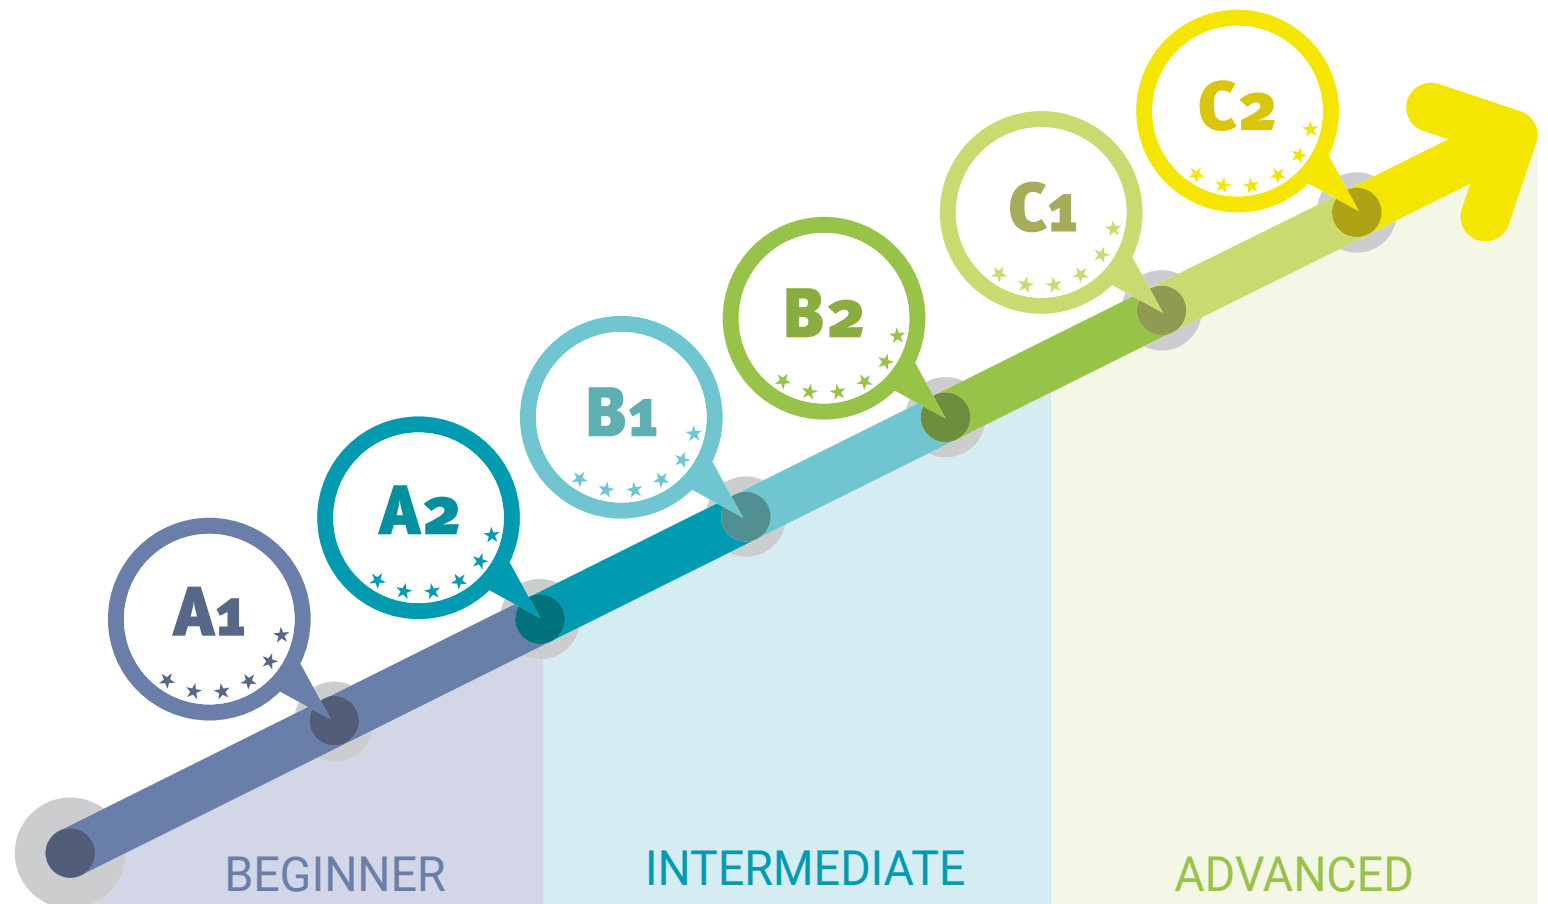 C2
C1
B2
B1
A2
A1
BEGINNER
INTERMEDIATE
ADVANCED